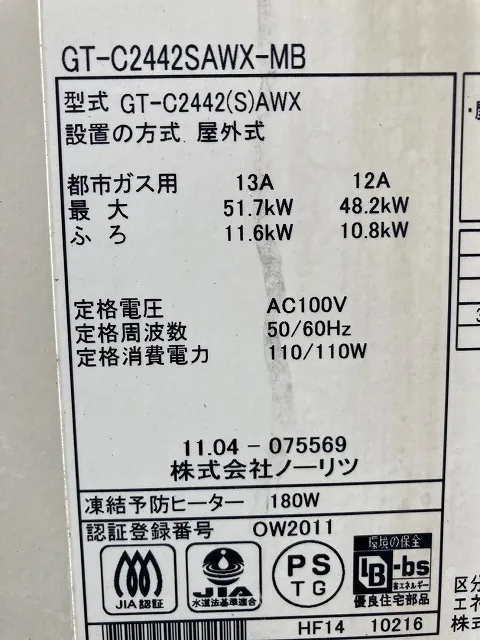 GT-C2442SAWX-MB
型式 GT-C2442(S)AWX
設置の方式 屋外式
都市ガス用 13A 12A
最 大 51.7kW 48.2kW
ふ ろ 11.6kW 10.8kW
定格電圧 AC100V
定格周波数 50/60Hz
定格消費電力 110/110W
11.04-075569
株式会社ノーリツ
凍結予防ヒーター 180W
認証登録番号 OW2011
JIA認証
JIA
水道法基準適合
PS
TG
環境の保全
LB-bs
省エネルギー
優良住宅部品
HF14 10216
区分
エネ
株式